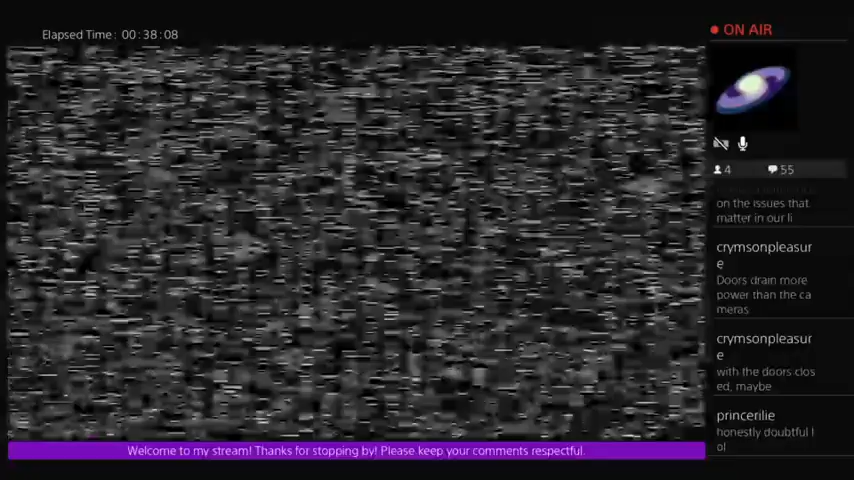 Elapsed Time: 00:38:08
ON AIR
4
55
on the issues that
matter in our li
crymsonpleasur
e
Doors drain more
power than the ca
meras
crymsonpleasur
e
with the doors clos
ed, maybe
princerilie
honestly doubtful l
ol
Welcome to my stream! Thanks for stopping by! Please keep your comments respectful.